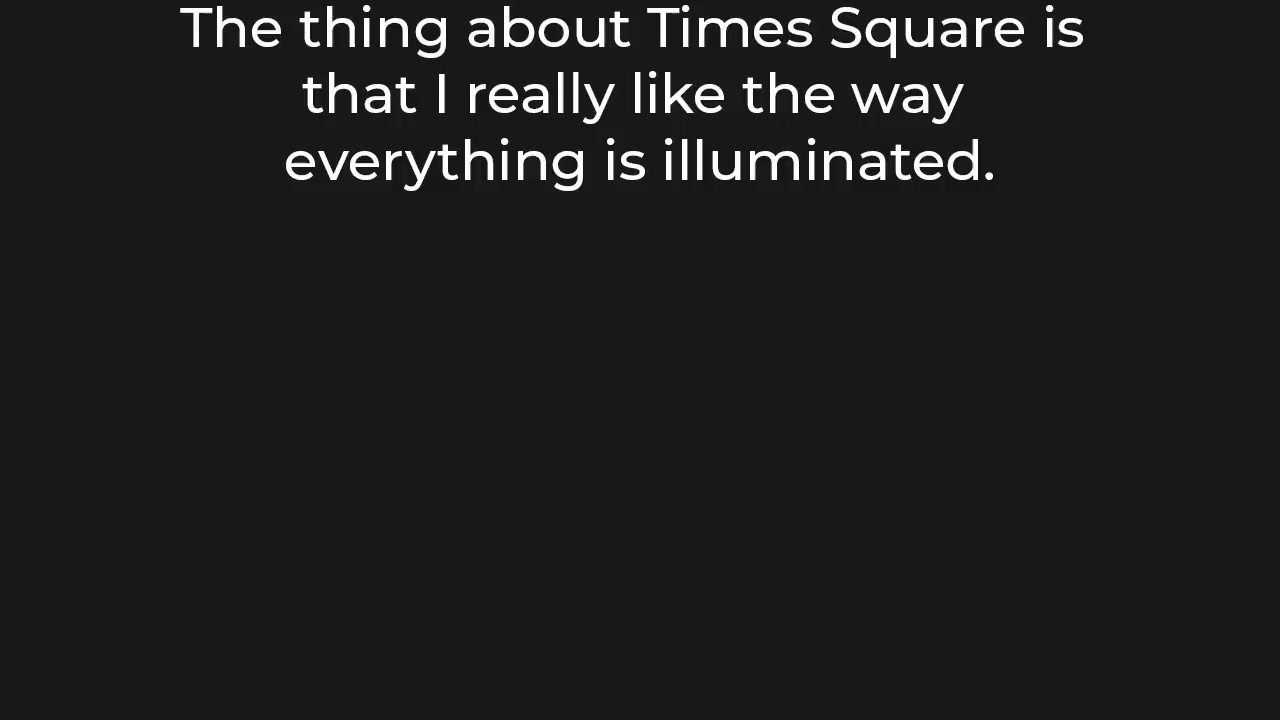 The thing about Times Square is
that I really like the way
everything is illuminated.